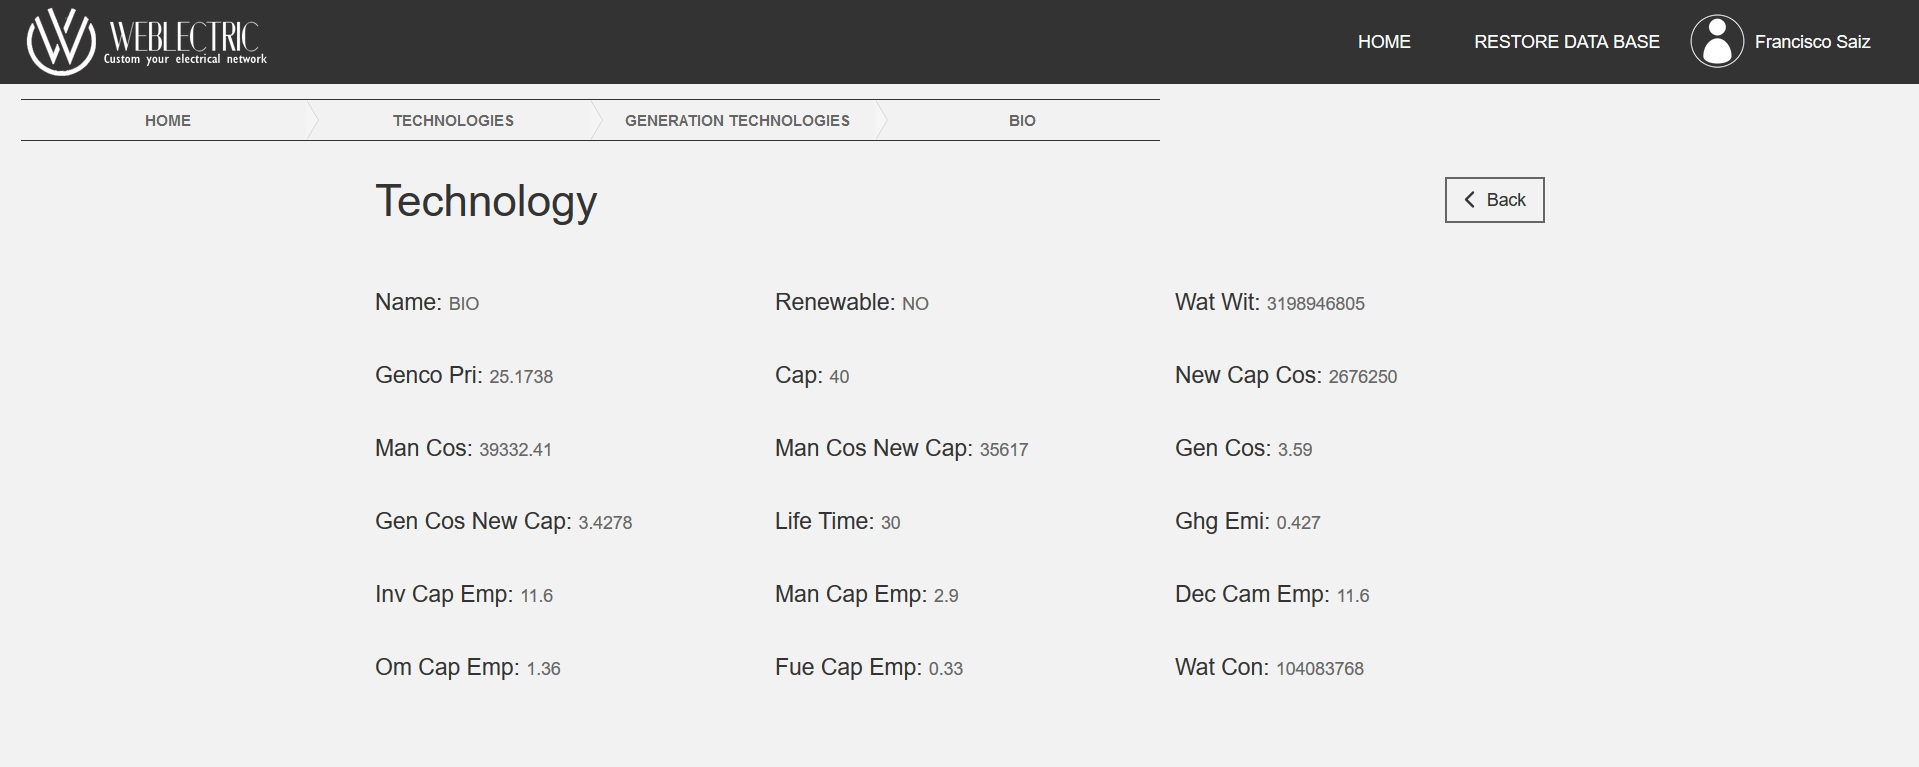 WEBLECTRIC
Custom your electrical network
HOME RESTORE DATA BASE Francisco Saiz
HOME TECHNOLOGIES GENERATION TECHNOLOGIES BIO
Technology
Back
Name: BIO Renewable: NO Wat Wit: 3198946805
Genco Pri: 25.1738 Cap: 40 New Cap Cos: 2676250
Man Cos: 39332.41 Man Cos New Cap: 35617 Gen Cos: 3.59
Gen Cos New Cap: 3.4278 Life Time: 30 Ghg Emi: 0.427
Inv Cap Emp: 11.6 Man Cap Emp: 2.9 Dec Cam Emp: 11.6
Om Cap Emp: 1.36 Fue Cap Emp: 0.33 Wat Con: 104083768